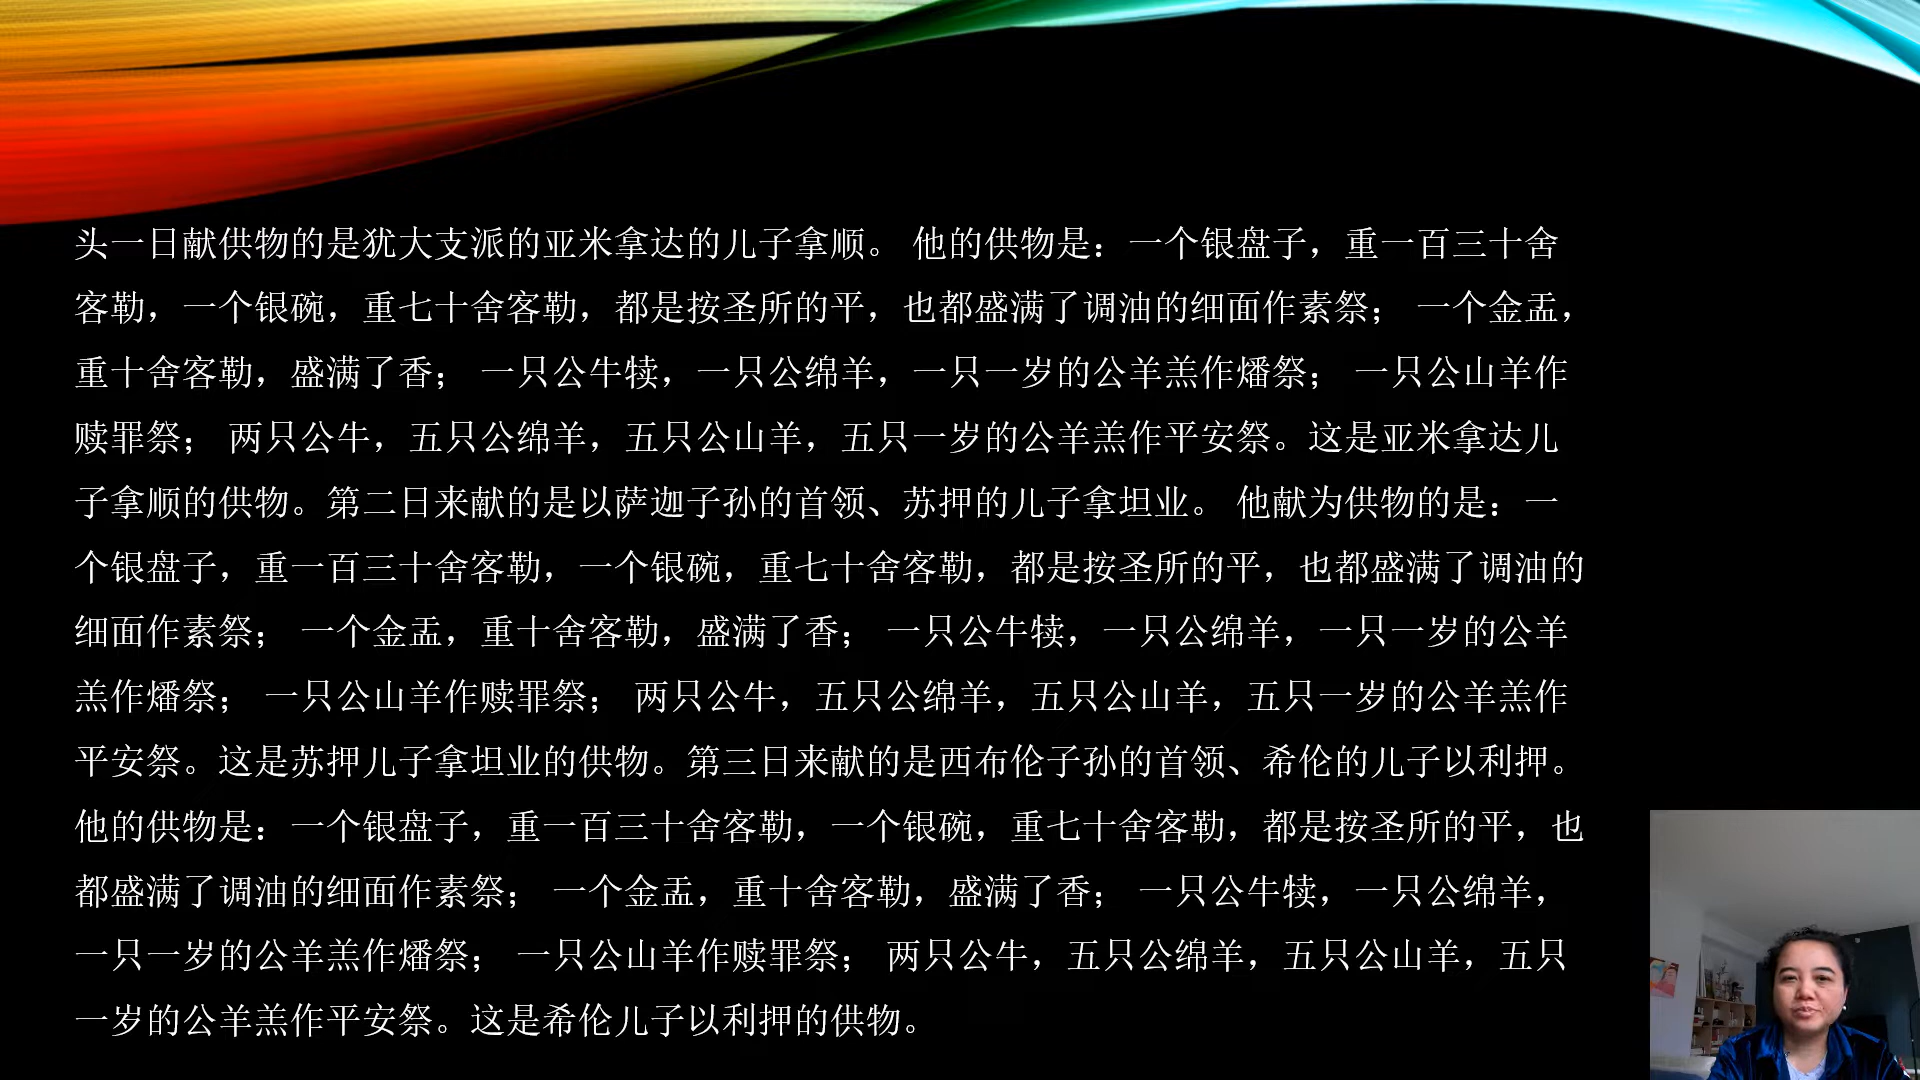 头一日献供物的是犹大支派的亚米拿达的儿子拿顺。 他的供物是：一个银盘子，重一百三十舍
客勒，一个银碗，重七十舍客勒，都是按圣所的平，也都盛满了调油的细面作素祭； 一个金盂，
重十舍客勒，盛满了香； 一只公牛犊，一只公绵羊，一只一岁的公羊羔作燔祭； 一只公山羊作
赎罪祭； 两只公牛，五只公绵羊，五只公山羊，五只一岁的公羊羔作平安祭。这是亚米拿达儿
子拿顺的供物。第二日来献的是以萨迦子孙的首领、苏押的儿子拿坦业。 他献为供物的是：一
个银盘子，重一百三十舍客勒，一个银碗，重七十舍客勒，都是按圣所的平，也都盛满了调油的
细面作素祭； 一个金盂，重十舍客勒，盛满了香； 一只公牛犊，一只公绵羊，一只一岁的公羊
羔作燔祭； 一只公山羊作赎罪祭； 两只公牛，五只公绵羊，五只公山羊，五只一岁的公羊羔作
平安祭。这是苏押儿子拿坦业的供物。第三日来献的是西布伦子孙的首领、希伦的儿子以利押。
他的供物是：一个银盘子，重一百三十舍客勒，一个银碗，重七十舍客勒，都是按圣所的平，也
都盛满了调油的细面作素祭； 一个金盂，重十舍客勒，盛满了香； 一只公牛犊，一只公绵羊，
一只一岁的公羊羔作燔祭； 一只公山羊作赎罪祭； 两只公牛，五只公绵羊，五只公山羊，五只
一岁的公羊羔作平安祭。这是希伦儿子以利押的供物。